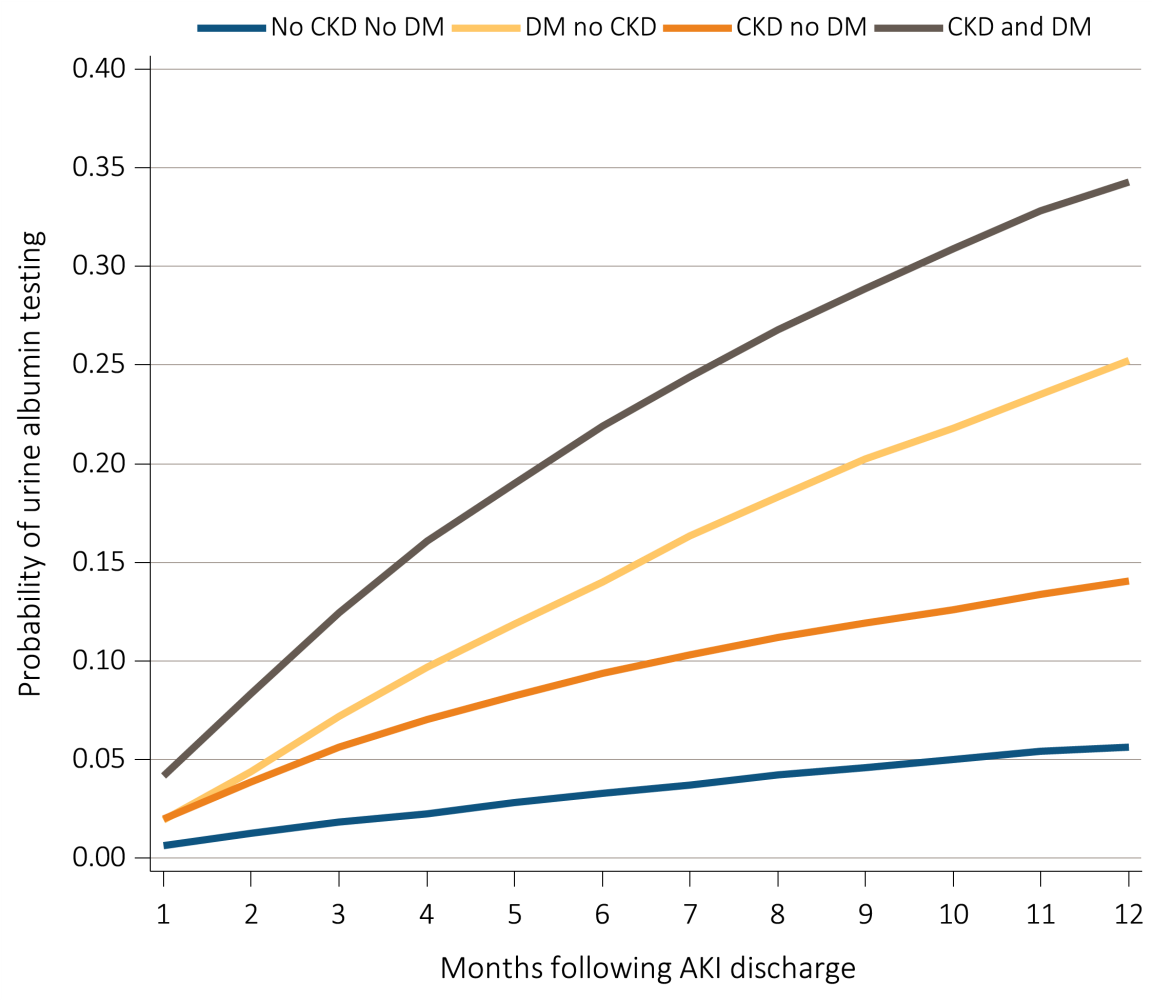 No CKD No DM DM no CKD CKD no DM CKD and DM
0.40
0.35
0.30
0.25
0.20
0.15
0.10
0.05
0.00
Probability of urine albumin testing
1 2 3 4 5 6 7 8 9 10 11 12
Months following AKI discharge